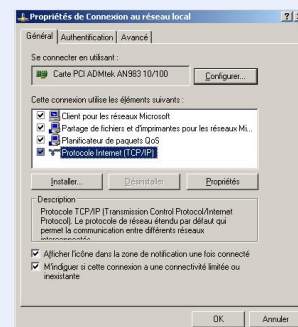 Propriétés de Connexion au réseau local
Général Authentification Avancé
Se connecter en utilisant :
Carte PCI ADMtek AN983 10/100
Configurer...
Cette connexion utilise les éléments suivants :
Client pour les réseaux Microsoft
Partage de fichiers et d'imprimantes pour les réseaux Mi...
Planificateur de paquets QoS
Protocole Internet (TCP/IP)
Installer... Désinstaller Propriétés
Description
Protocole TCP/IP (Transmission Control Protocol/Internet
Protocol). Le protocole de réseau étendu par défaut qui
permet la communication entre différents réseaux
interconnectés.
Afficher l'icône dans la zone de notification une fois connecté
M'indiquer si cette connexion a une connectivité limitée ou
inexistante
OK Annuler